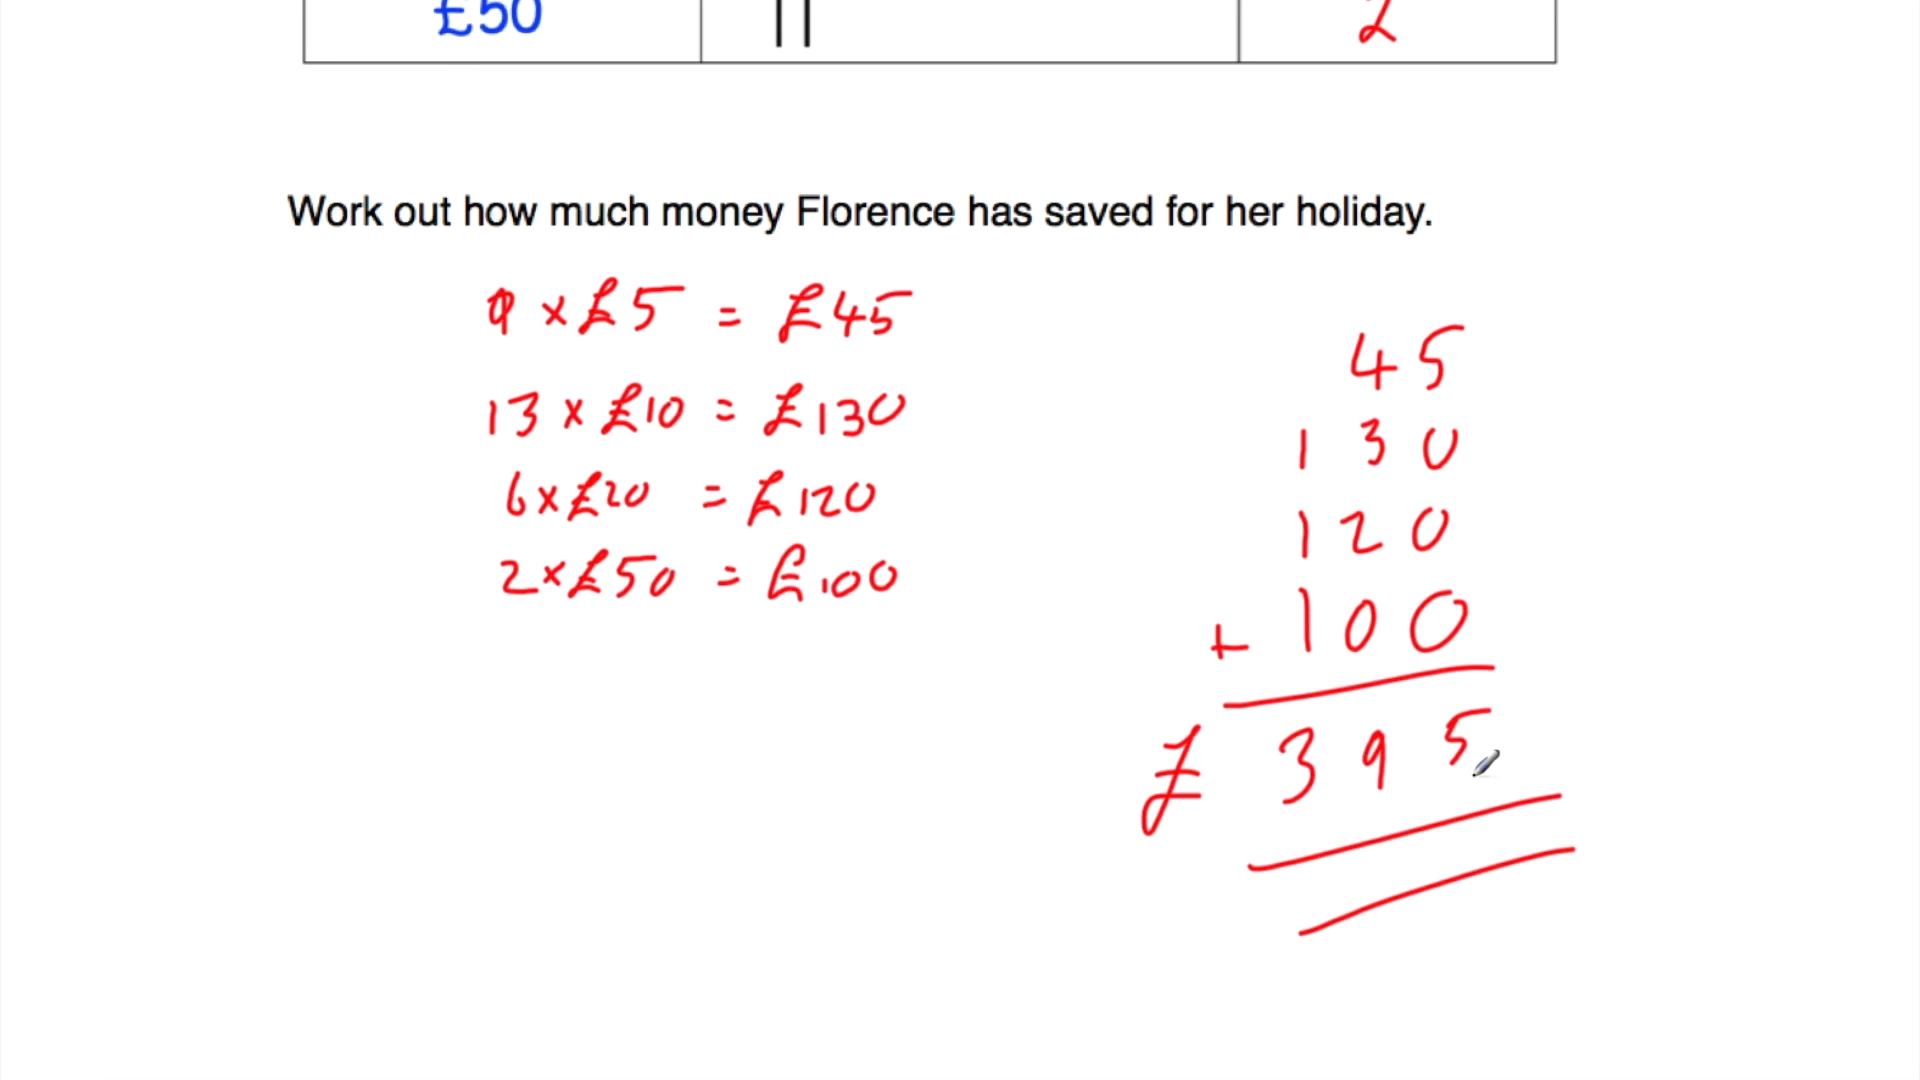 £50 || 2
Work out how much money Florence has saved for her holiday.
9 × £5 = £45
13 × £10 = £130
6 × £20 = £120
2 × £50 = £100
45
130
120
+ 100
£ 395